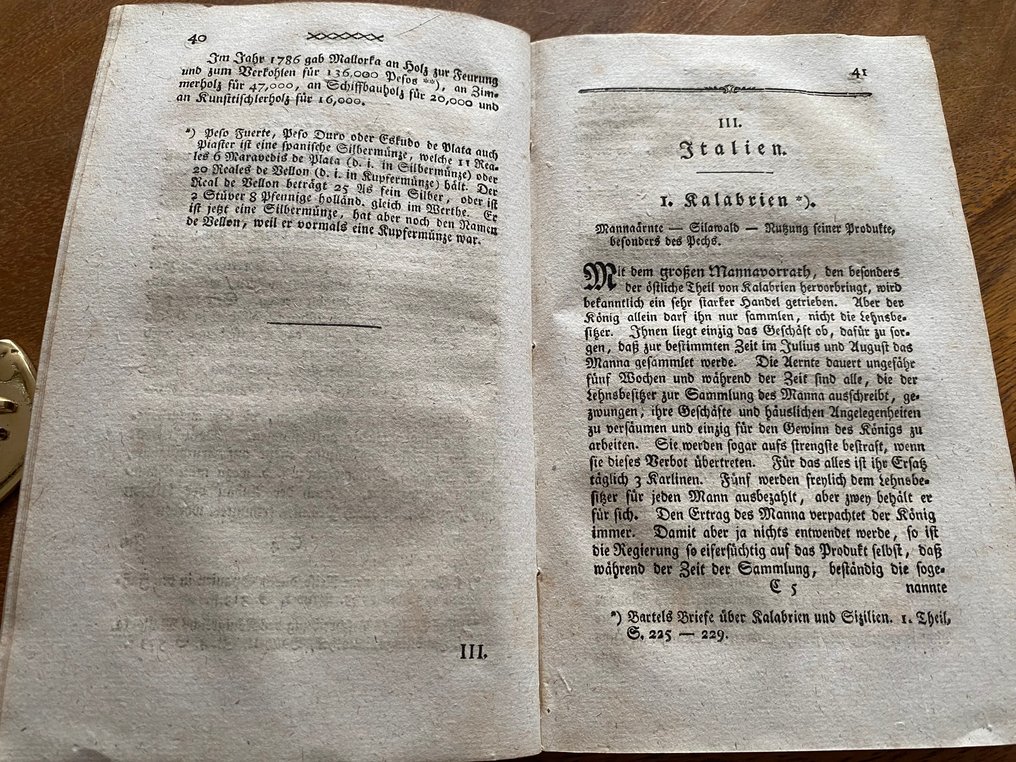 40
Im Jahr 1786 gab Mallorka an Holz zur Feurung
und zum Verkohlen für 136,000 Pesos **), an Zim-
merholz für 47,000, an Schiffbauholz für 20,000 und
an Kunsttischlerholz für 16,000.
*) Peso Fuerte, Peso Duro oder Eskudo de Plata auch
Piaster ist eine spanische Silbermünze, welche 11 Rea-
les 6 Maravedis de Plata (d. i. in Silbermünze) oder
20 Reales de Vellon (d. i. in Kupfermünze) hält. Der
Real de Vellon beträgt 25 As fein Silber, oder ist
2 Stüver 8 Pfennige holländ. gleich im Werthe. Er
ist jetzt eine Silbermünze, hat aber noch den Namen
de Vellon, weil er vormals eine Kupfermünze war.
III.
41
III.
Italien.
1. Kalabrien *).
Mannaärnte — Silawald — Nutzung seiner Produkte,
besonders des Pechs.
Mit dem großen Mannavorrath, den besonders
der östliche Theil von Kalabrien hervorbringt, wird
bekanntlich ein sehr starker Handel getrieben. Aber der
König allein darf ihn nur sammlen, nicht die Lehnsbe-
sitzer. Ihnen liegt einzig das Geschäft ob, dafür zu sor-
gen, daß zur bestimmten Zeit im Julius und August das
Manna gesammlet werde. Die Aernte dauert ungefähr
fünf Wochen und während der Zeit sind alle, die der
Lehnsbesitzer zur Sammlung des Manna ausschreibt, ge-
zwungen, ihre Geschäfte und häuslichen Angelegenheiten
zu versäumen und einzig für den Gewinn des Königs zu
arbeiten. Sie werden sogar aufs strengste bestraft, wenn
sie dieses Verbot übertreten. Für das alles ist ihr Ersatz
täglich 3 Karlinen. Fünf werden freylich dem Lehnsbe-
sitzer für jeden Mann ausbezahlt, aber zwey behält er
für sich. Den Ertrag des Manna verpachtet der König
immer. Damit aber ja nichts entwendet werde, so ist
die Regierung so eifersüchtig auf das Produkt selbst, daß
während der Zeit der Sammlung, beständig die soge-
C 5 nannte
*) Bartels Briefe über Kalabrien und Sizilien. 1. Theil,
S. 225 — 229.